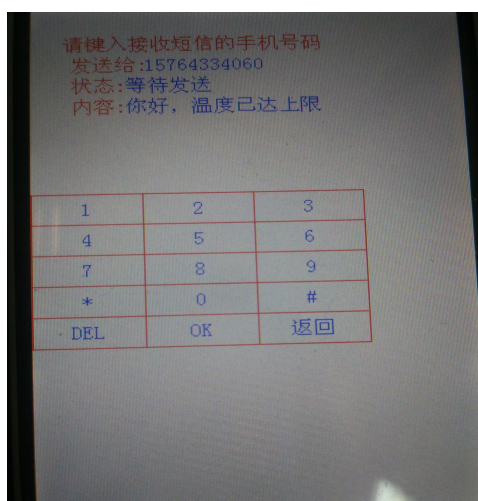 请键入接收短信的手机号码
发送给:15764334060
状态:等待发送
内容:你好，温度已达上限
1 2 3
4 5 6
7 8 9
* 0 #
DEL OK 返回